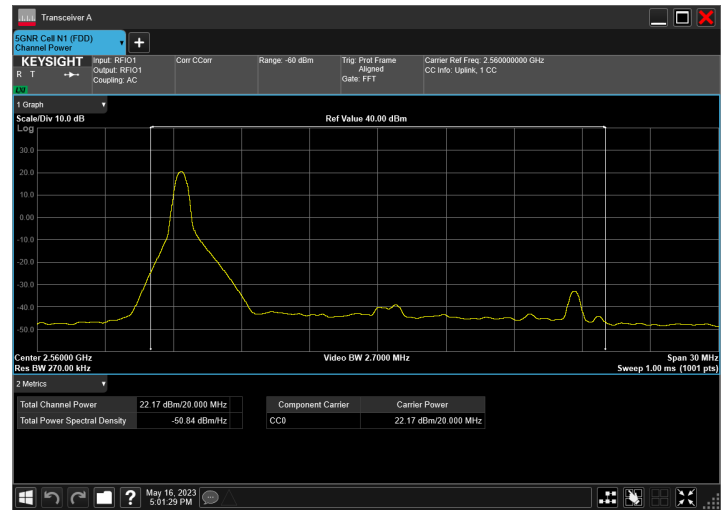 Transceiver A
5GNR Cell N1 (FDD)
Channel Power
KEYSIGHT
R T
LXI
Input: RFIO1
Output: RFIO1
Coupling: AC
Corr CCorr
Range: -60 dBm
Trig: Prot Frame
Aligned
Gate: FFT
Carrier Ref Freq: 2.560000000 GHz
CC Info: Uplink, 1 CC
1 Graph
Scale/Div 10.0 dB
Ref Value 40.00 dBm
Log
30.0
20.0
10.0
0.00
-10.0
-20.0
-30.0
-40.0
-50.0
Center 2.56000 GHz
Video BW 2.7000 MHz
Span 30 MHz
Res BW 270.00 kHz
Sweep 1.00 ms (1001 pts)
2 Metrics
Total Channel Power 22.17 dBm/20.000 MHz
Total Power Spectral Density -50.84 dBm/Hz
Component Carrier Carrier Power
CC0 22.17 dBm/20.000 MHz
?
May 16, 2023
5:01:29 PM